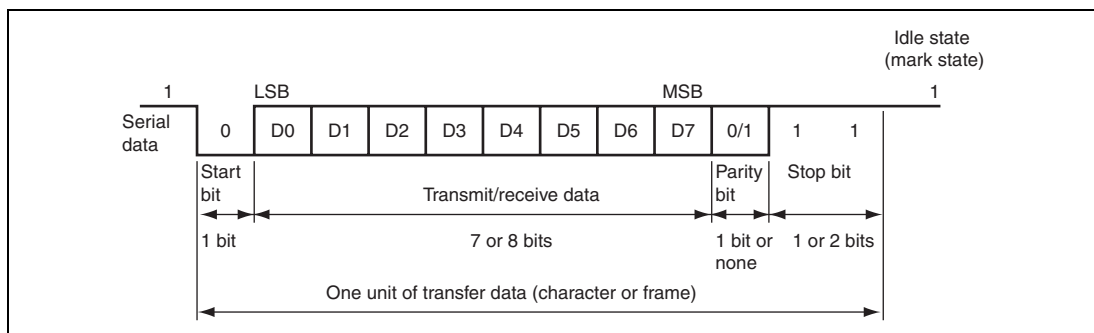 Idle state
(mark state)
1 LSB MSB 1
Serial
data
0 D0 D1 D2 D3 D4 D5 D6 D7 0/1 1 1
Start
bit
Transmit/receive data
Parity
bit
Stop bit
1 bit
7 or 8 bits
1 bit or
none
1 or 2 bits
One unit of transfer data (character or frame)